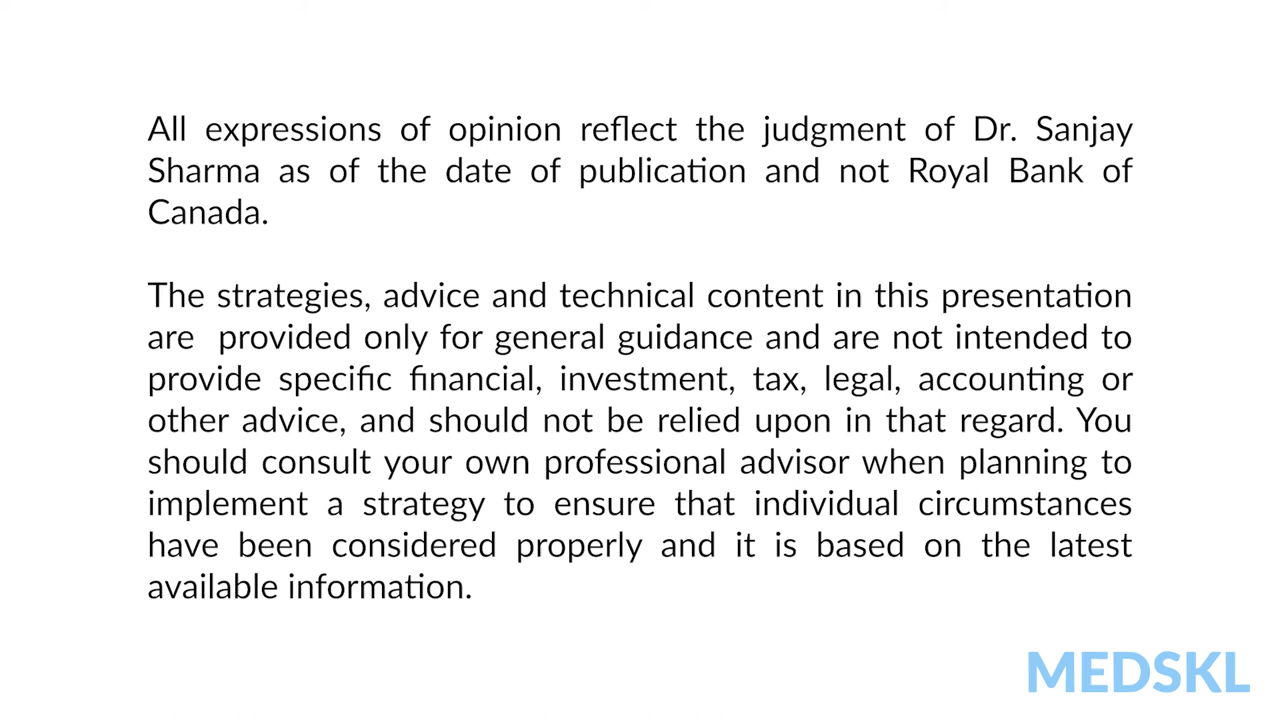 All expressions of opinion reflect the judgment of Dr. Sanjay
Sharma as of the date of publication and not Royal Bank of
Canada.
The strategies, advice and technical content in this presentation
are provided only for general guidance and are not intended to
provide specific financial, investment, tax, legal, accounting or
other advice, and should not be relied upon in that regard. You
should consult your own professional advisor when planning to
implement a strategy to ensure that individual circumstances
have been considered properly and it is based on the latest
available information.
MEDSKL